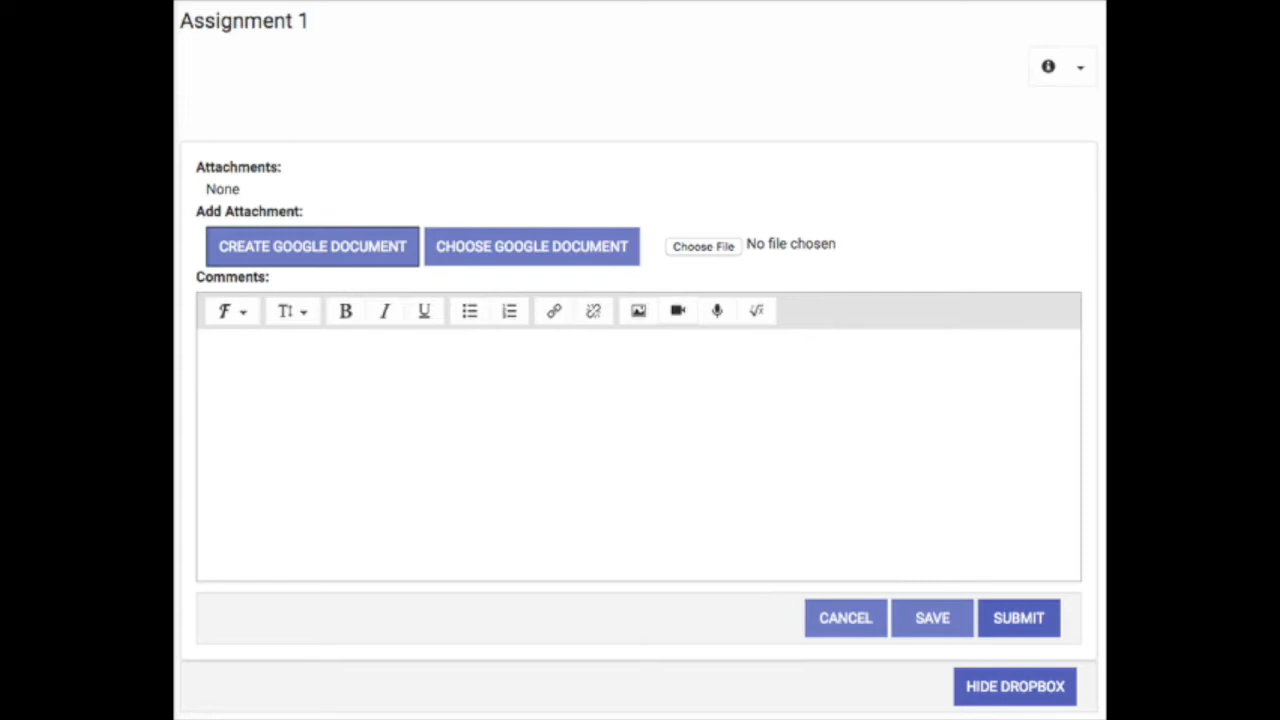 Assignment 1
Attachments:
None
Add Attachment:
CREATE GOOGLE DOCUMENT CHOOSE GOOGLE DOCUMENT Choose File No file chosen
Comments:
F T B I U √x
CANCEL SAVE SUBMIT
HIDE DROPBOX